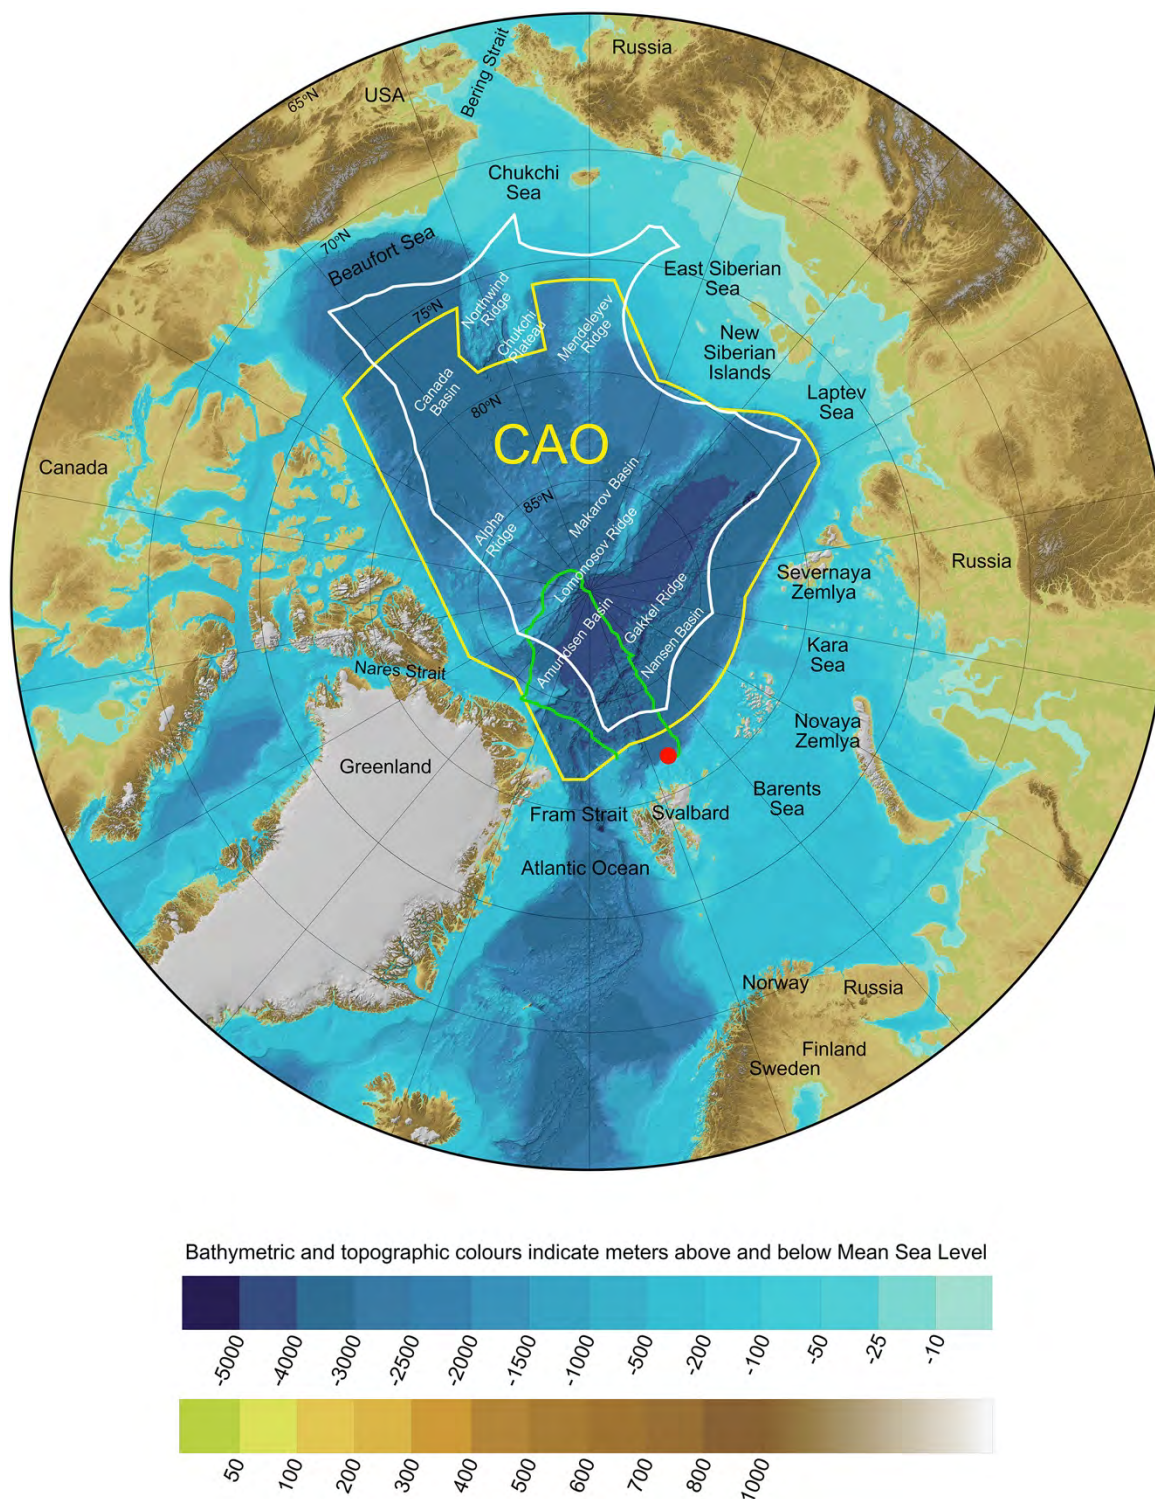 Russia
Bering Strait
USA
65°N
Chukchi
Sea
70°N
Beaufort Sea
East Siberian
Sea
75°N
Northwind
Ridge
Chukchi
Plateau
Mendeleyev
Ridge
New
Siberian
Islands
Laptev
Sea
Canada
Basin
80°N
CAO
Canada
85°N
Alpha
Ridge
Makarov Basin
Lomonosov Ridge
Russia
Severnaya
Zemlya
Amundsen Basin
Gakkel Ridge
Nansen Basin
Kara
Sea
Nares Strait
Novaya
Zemlya
Greenland
Barents
Sea
Fram Strait
Svalbard
Atlantic Ocean
Norway
Russia
Finland
Sweden
Bathymetric and topographic colours indicate meters above and below Mean Sea Level
-5000
-4000
-3000
-2500
-2000
-1500
-1000
-500
-200
-100
-50
-25
-10
50
100
200
300
400
500
600
700
800
1000